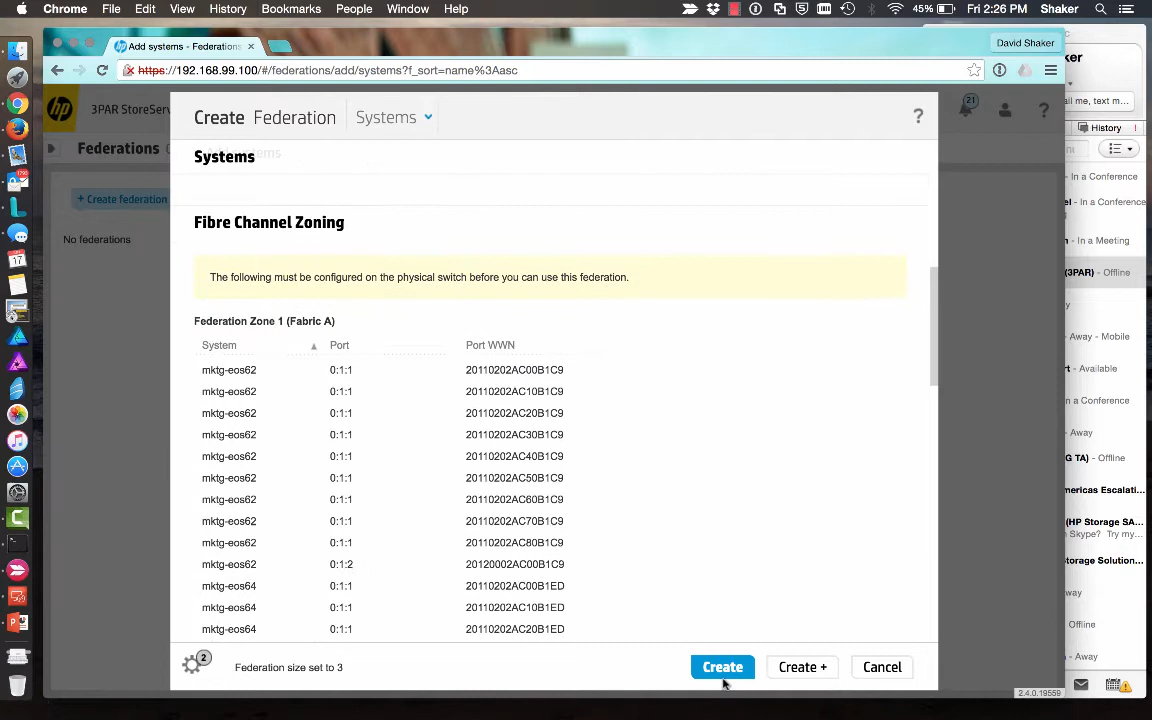 Chrome File Edit View History Bookmarks People Window Help 45% Fri 2:26 PM Shaker
Add systems - Federations
David Shaker
https://192.168.99.100/#/federations/add/systems?f_sort=name%3Aasc
ker
ail me, text m...
History
hp 3PAR StoreServ
21
?
Federations
+ Create federation
No federations
Create Federation Systems ?
Systems
Fibre Channel Zoning
The following must be configured on the physical switch before you can use this federation.
Federation Zone 1 (Fabric A)
System Port Port WWN
mktg-eos62 0:1:1 20110202AC00B1C9
mktg-eos62 0:1:1 20110202AC10B1C9
mktg-eos62 0:1:1 20110202AC20B1C9
mktg-eos62 0:1:1 20110202AC30B1C9
mktg-eos62 0:1:1 20110202AC40B1C9
mktg-eos62 0:1:1 20110202AC50B1C9
mktg-eos62 0:1:1 20110202AC60B1C9
mktg-eos62 0:1:1 20110202AC70B1C9
mktg-eos62 0:1:1 20110202AC80B1C9
mktg-eos62 0:1:2 20120002AC00B1C9
mktg-eos64 0:1:1 20110202AC00B1ED
mktg-eos64 0:1:1 20110202AC10B1ED
mktg-eos64 0:1:1 20110202AC20B1ED
2 Federation size set to 3
Create Create + Cancel
2.4.0.19559
- In a Conference
el - In a Conference
n - In a Meeting
(3PAR) - Offline
- Away - Mobile
rt - Available
n a Conference
- Away
G TA) - Offline
mericas Escalati...
(HP Storage SA...
n Skype? Try my...
torage Solution...
way
Offline
- Away
17